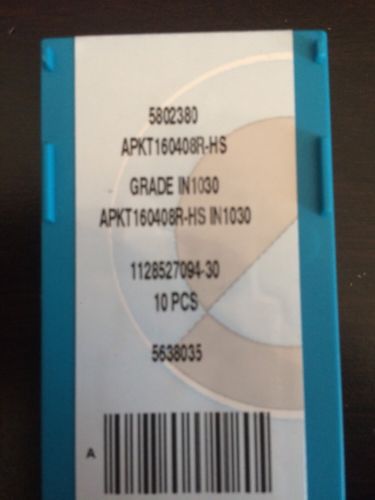 5802380
APKT160408R-HS
GRADE IN1030
APKT160408R-HS IN1030
1128527094-30
10 PCS
5638035
A